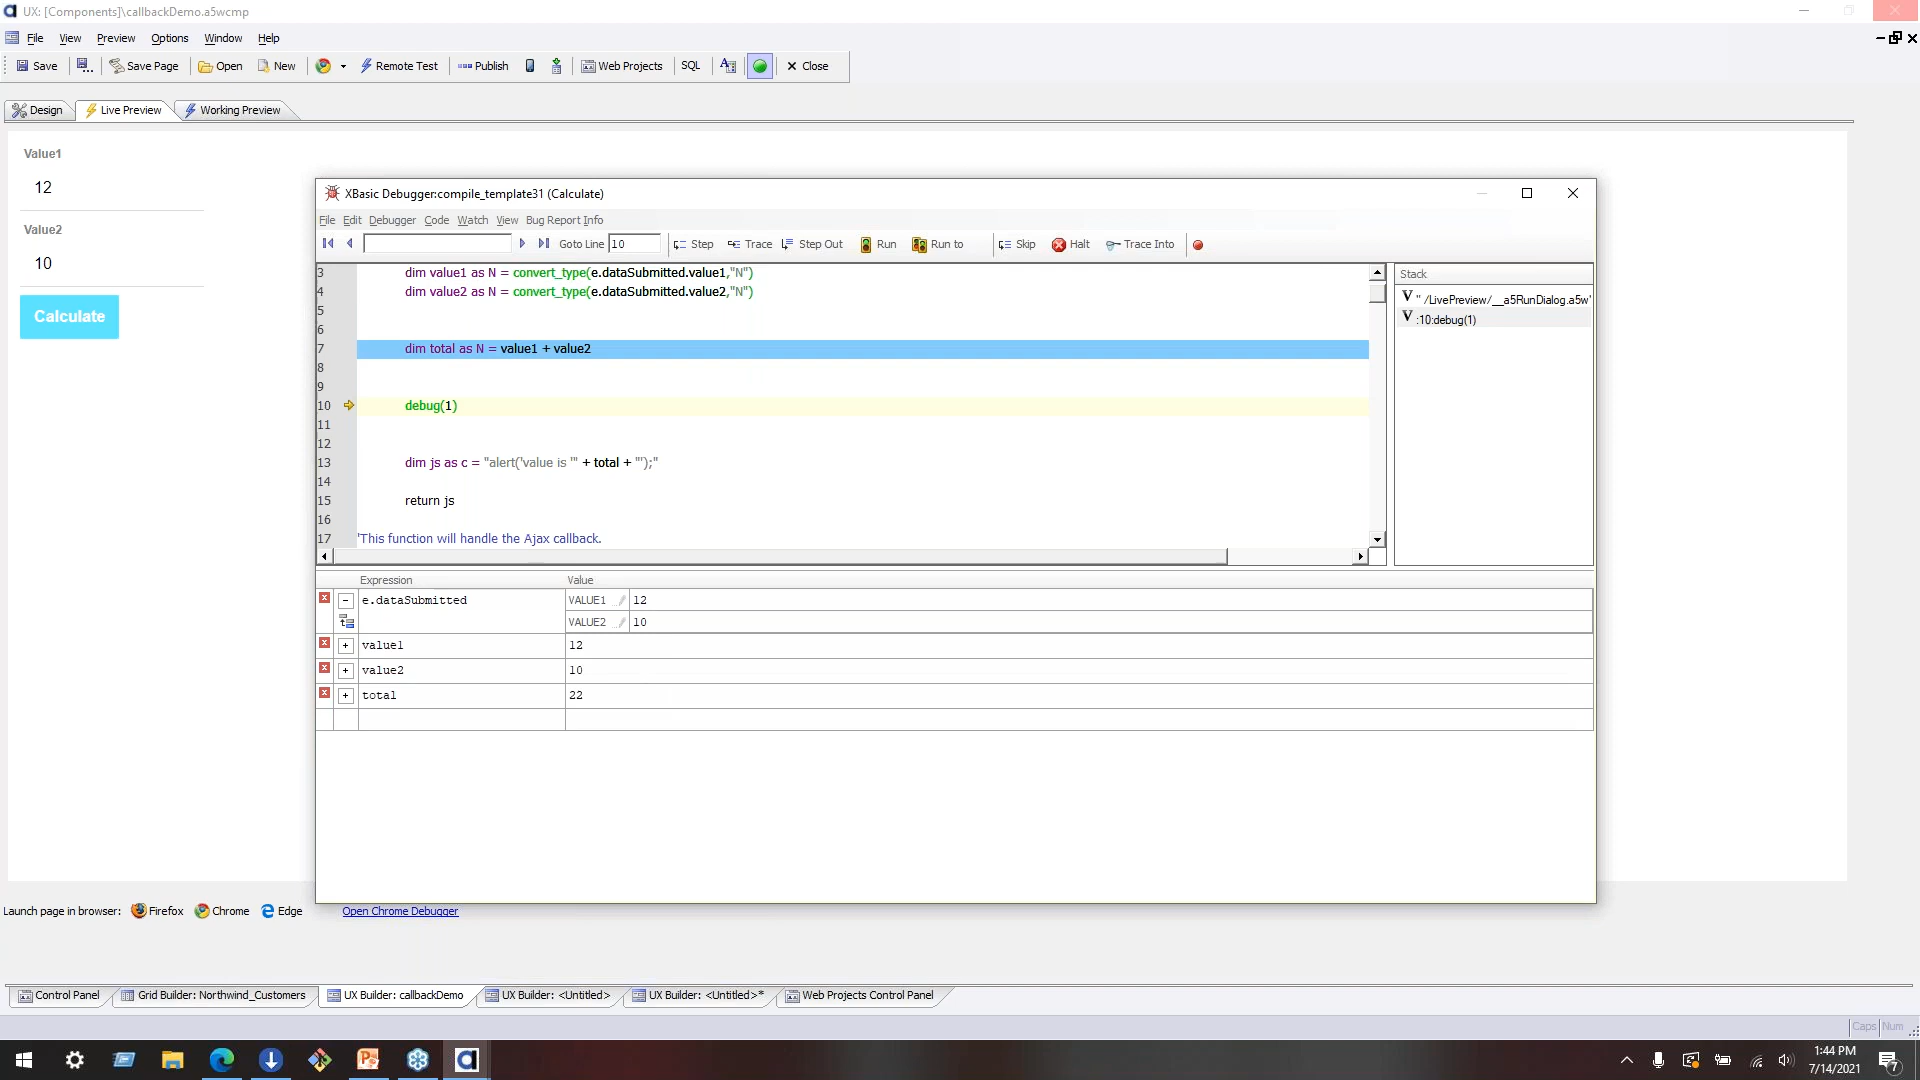 UX: [Components]\callbackDemo.a5wcmp
File View Preview Options Window Help
Save Save Page Open New Remote Test Publish Web Projects SQL Close
Design Live Preview Working Preview
Value1
12
Value2
10
Calculate
XBasic Debugger:compile_template31 (Calculate)
File Edit Debugger Code Watch View Bug Report Info
Goto Line 10 Step Trace Step Out Run Run to Skip Halt Trace Into
3 dim value1 as N = convert_type(e.dataSubmitted.value1,"N")
4 dim value2 as N = convert_type(e.dataSubmitted.value2,"N")
5
6
7 dim total as N = value1 + value2
8
9
10 debug(1)
11
12
13 dim js as c = "alert('value is '" + total + "');"
14
15 return js
16
17 'This function will handle the Ajax callback.
Stack
" /LivePreview/__a5RunDialog.a5w'
:10:debug(1)
Expression Value
e.dataSubmitted VALUE1 12
VALUE2 10
value1 12
value2 10
total 22
Launch page in browser: Firefox Chrome Edge Open Chrome Debugger
Control Panel Grid Builder: Northwind_Customers UX Builder: callbackDemo UX Builder: <Untitled> UX Builder: <Untitled>* Web Projects Control Panel
Caps Num
1:44 PM
7/14/2021
7